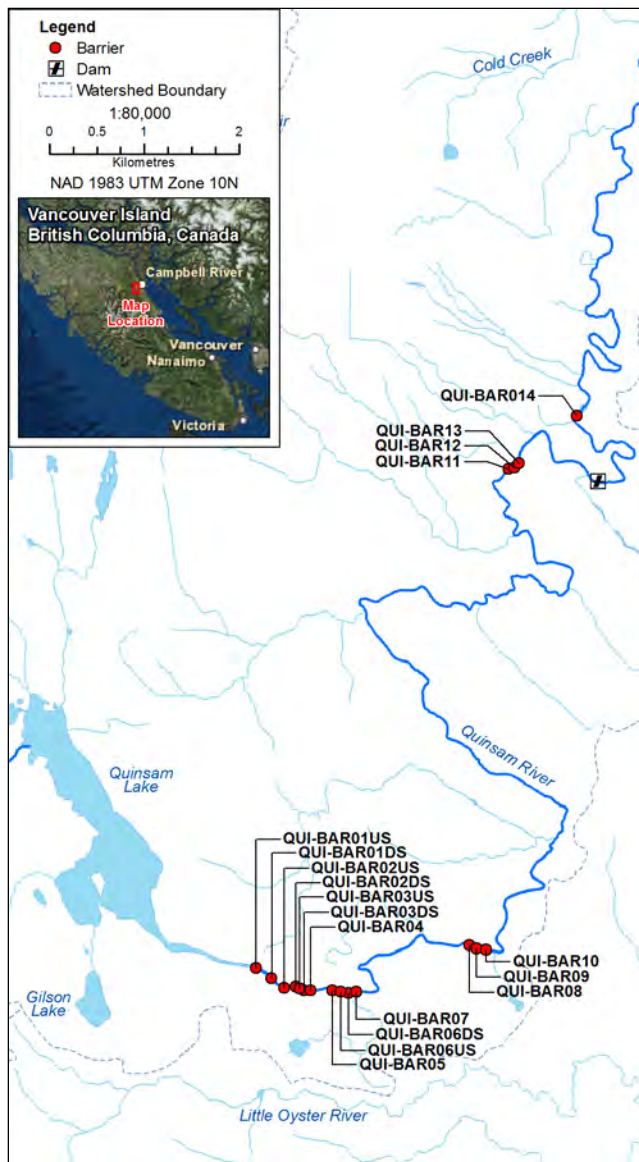 Legend
Barrier
Dam
Watershed Boundary
1:80,000
0 0.5 1 2
Kilometres
NAD 1983 UTM Zone 10N
Vancouver Island
British Columbia, Canada
Campbell River
Map
Location
Vancouver
Nanaimo
Victoria
Cold Creek
QUI-BAR014
QUI-BAR13
QUI-BAR12
QUI-BAR11
Quinsam River
Quinsam
Lake
QUI-BAR01US
QUI-BAR01DS
QUI-BAR02US
QUI-BAR02DS
QUI-BAR03US
QUI-BAR03DS
QUI-BAR04
QUI-BAR10
QUI-BAR09
QUI-BAR08
Gilson
Lake
QUI-BAR07
QUI-BAR06DS
QUI-BAR06US
QUI-BAR05
Little Oyster River